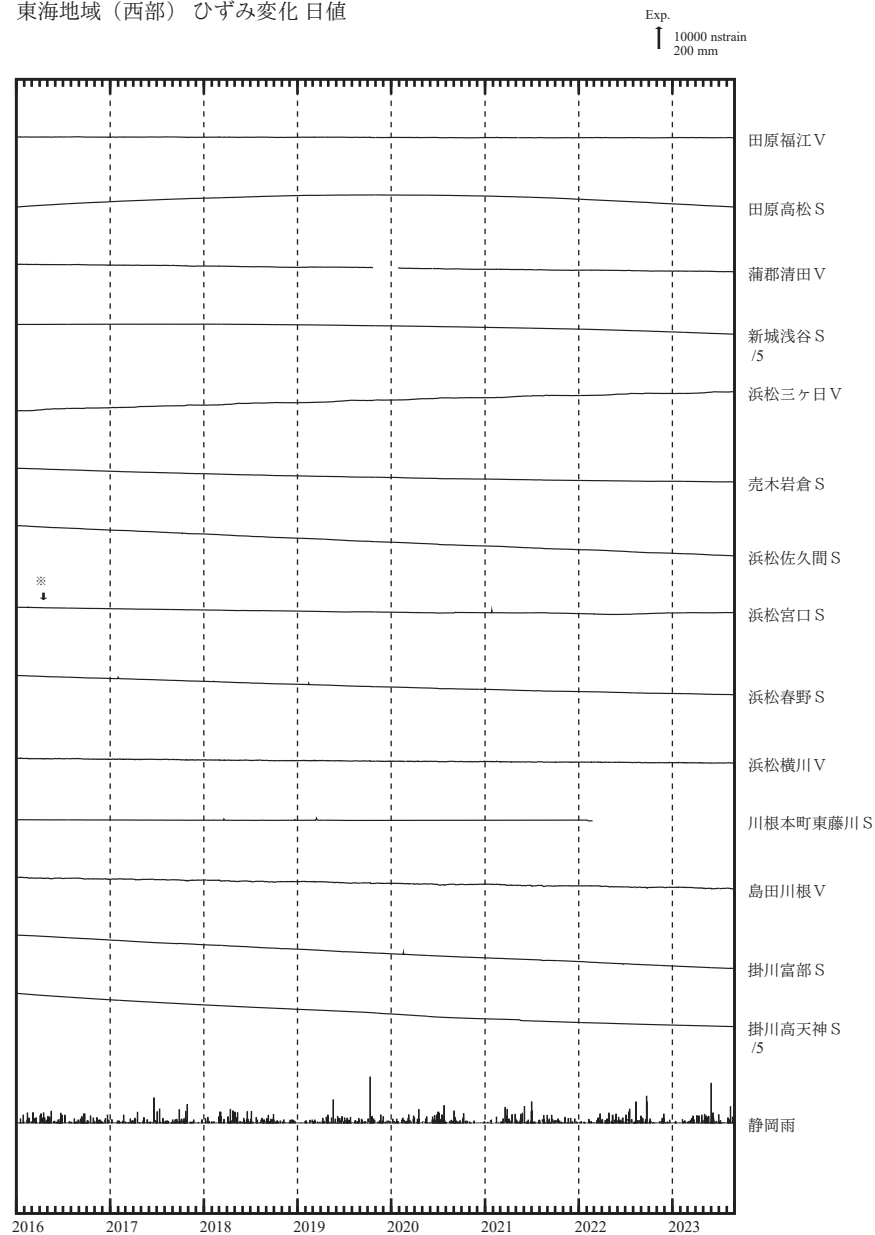 東海地域（西部） ひずみ変化 日値
Exp.
10000 nstrain
200 mm
田原福江Ｖ
田原高松Ｓ
蒲郡清田Ｖ
新城浅谷Ｓ
/5
浜松三ヶ日Ｖ
売木岩倉Ｓ
浜松佐久間Ｓ
※
浜松宮口Ｓ
浜松春野Ｓ
浜松横川Ｖ
川根本町東藤川Ｓ
島田川根Ｖ
掛川富部Ｓ
掛川高天神Ｓ
/5
静岡雨
2016 2017 2018 2019 2020 2021 2022 2023